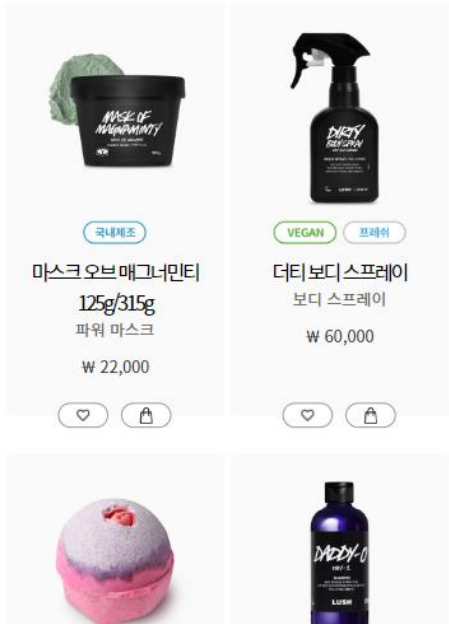 MASK OF
MAGNAMINTY
DIRTY
BODY SPRAY
국내제조
VEGAN
프레쉬
마스크 오브 매그너민티
125g/315g
파워 마스크
₩ 22,000
더티 보디 스프레이
보디 스프레이
₩ 60,000
DADDY-O
LUSH